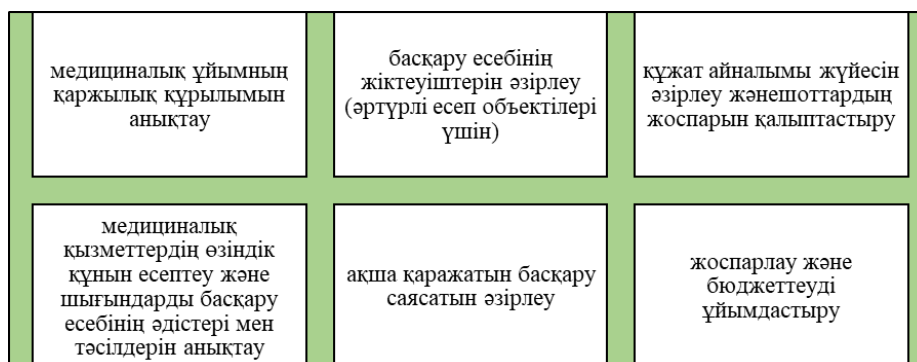 медициналық ұйымның
қаржылық құрылымын
анықтау
басқару есебінің
жіктеуіштерін әзірлеу
(әртүрлі есеп объектілері
үшін)
құжат айналымы жүйесін
әзірлеу жәнешоттардың
жоспарын қалыптастыру
медициналық
қызметтердің өзіндік
құнын есептеу және
шығындарды басқару
есебінің әдістері мен
тәсілдерін анықтау
ақша қаражатын басқару
саясатын әзірлеу
жоспарлау және
бюджеттеуді
ұйымдастыру